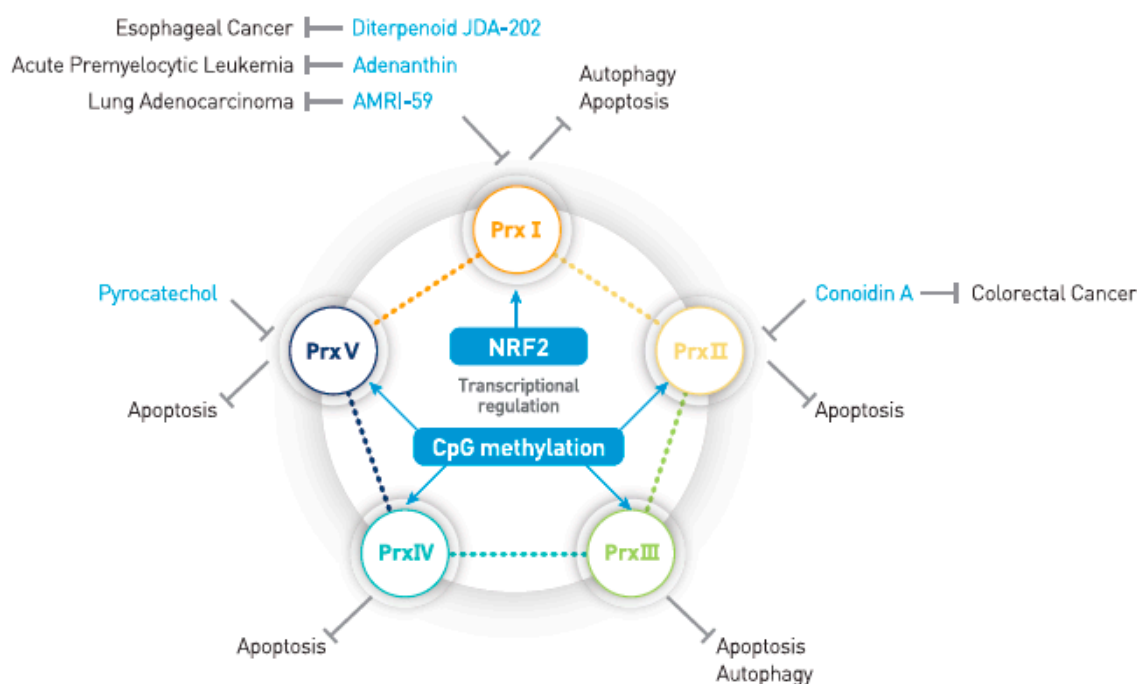 Esophageal Cancer Diterpenoid JDA-202
Acute Premyelocytic Leukemia Adenanthin
Lung Adenocarcinoma AMRI-59
Autophagy
Apoptosis
Prx I
Pyrocatechol
Conoidin A Colorectal Cancer
Prx V
NRF2
Prx II
Transcriptional
regulation
Apoptosis
Apoptosis
CpG methylation
PrxIV
PrxIII
Apoptosis
Apoptosis
Autophagy